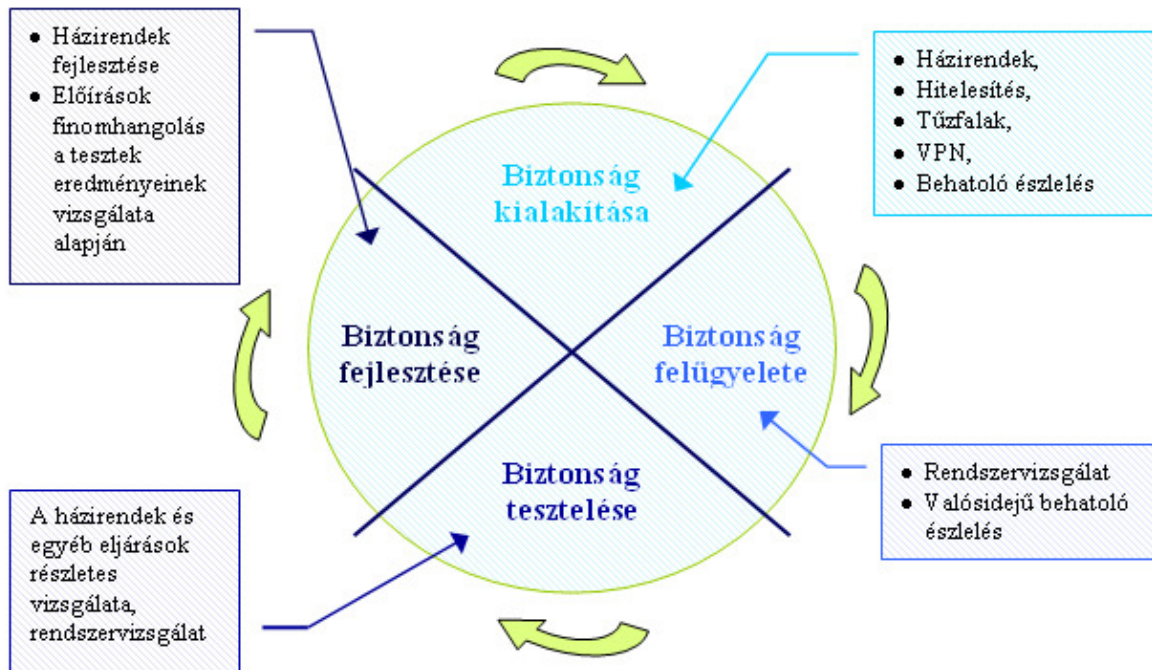 ● Házirendek
fejlesztése
● Előírások
finomhangolás
a tesztek
eredményeinek
vizsgálata
alapján
● Házirendek,
● Hitelesítés,
● Tűzfalak,
● VPN,
● Behatoló észlelés
Biztonság
kialakítása
Biztonság
fejlesztése
Biztonság
felügyelete
Biztonság
tesztelése
A házirendek és
egyéb eljárások
részletes
vizsgálata,
rendszervizsgálat
● Rendszervizsgálat
● Valósidejű behatoló
észlelés